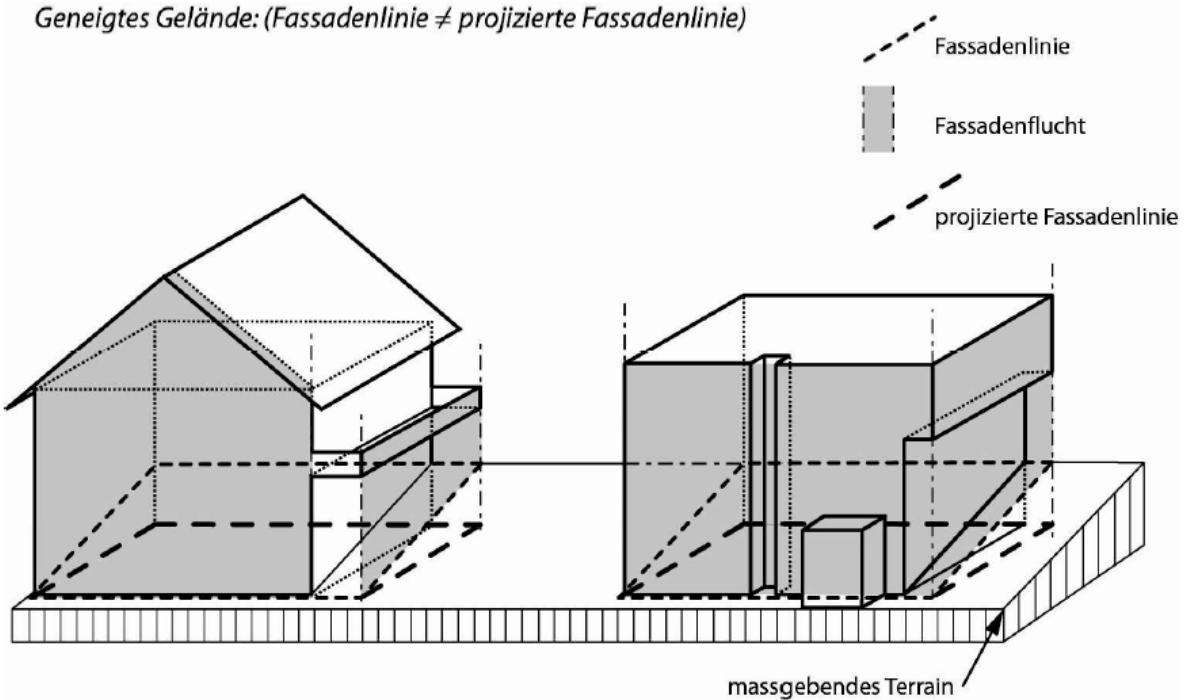 Geneigtes Gelände: (Fassadenlinie ≠ projizierte Fassadenlinie)
Fassadenlinie
Fassadenflucht
projizierte Fassadenlinie
massgebendes Terrain